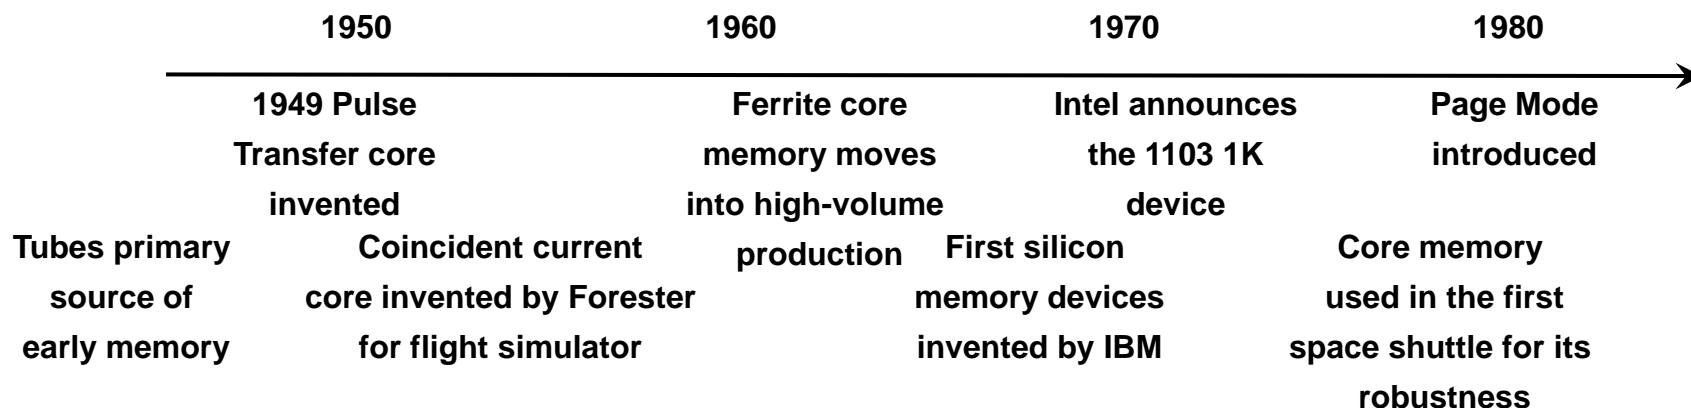 1950 1960 1970 1980
1949 Pulse
Transfer core
invented
Ferrite core
memory moves
into high-volume
production
Intel announces
the 1103 1K
device
Page Mode
introduced
Tubes primary
source of
early memory
Coincident current
core invented by Forester
for flight simulator
First silicon
memory devices
invented by IBM
Core memory
used in the first
space shuttle for its
robustness